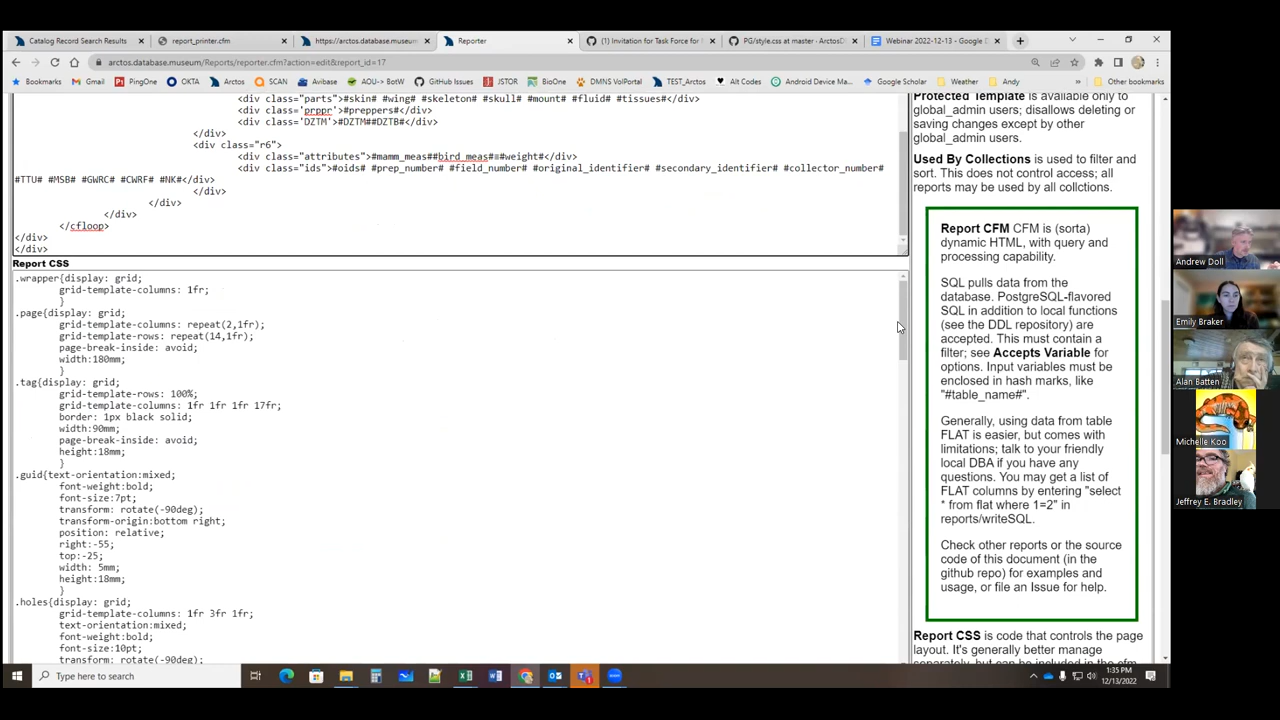 Catalog Record Search Results
report_printer.cfm
https://arctos.database.museum
Reporter
(1) Invitation for Task Force for
PG/style.css at master · ArctosD
Webinar 2022-12-13 - Google D
arctos.database.museum/Reports/reporter.cfm?action=edit&report_id=17
Bookmarks
Gmail
PingOne
OKTA
Arctos
SCAN
Avibase
AOU-> BotW
GitHub Issues
JSTOR
BioOne
DMNS VolPortal
TEST_Arctos
Alt Codes
Android Device Ma...
Google Scholar
Weather
Andy
Other bookmarks
<div class="parts">#skin# #wing# #skeleton# #skull# #mount# #fluid# #tissues#</div>
<div class='prppr'>#preppers#</div>
<div class='DZTM'>#DZTM##DZTB#</div>
</div>
<div class="r6">
<div class="attributes">#mamm_meas##bird_meas#≡#weight#</div>
<div class="ids">#oids# #prep_number# #field_number# #original_identifier# #secondary_identifier# #collector_number#
#TTU# #MSB# #GWRC# #CWRF# #NK#</div>
</div>
</div>
</div>
</cfloop>
</div>
</div>
Report CSS
.wrapper{display: grid;
grid-template-columns: 1fr;
}
.page{display: grid;
grid-template-columns: repeat(2,1fr);
grid-template-rows: repeat(14,1fr);
page-break-inside: avoid;
width:180mm;
}
.tag{display: grid;
grid-template-rows: 100%;
grid-template-columns: 1fr 1fr 1fr 17fr;
border: 1px black solid;
width:90mm;
page-break-inside: avoid;
height:18mm;
}
.guid{text-orientation:mixed;
font-weight:bold;
font-size:7pt;
transform: rotate(-90deg);
transform-origin:bottom right;
position: relative;
right:-55;
top:-25;
width: 5mm;
height:18mm;
}
.holes{display: grid;
grid-template-columns: 1fr 3fr 1fr;
text-orientation:mixed;
font-weight:bold;
font-size:10pt;
transform: rotate(-90deg);
Protected Template is available only to
global_admin users; disallows deleting or
saving changes except by other
global_admin users.
Used By Collections is used to filter and
sort. This does not control access; all
reports may be used by all collctions.
Report CFM CFM is (sorta)
dynamic HTML, with query and
processing capability.
SQL pulls data from the
database. PostgreSQL-flavored
SQL in addition to local functions
(see the DDL repository) are
accepted. This must contain a
filter; see Accepts Variable for
options. Input variables must be
enclosed in hash marks, like
"#table_name#".
Generally, using data from table
FLAT is easier, but comes with
limitations; talk to your friendly
local DBA if you have any
questions. You may get a list of
FLAT columns by entering "select
* from flat where 1=2" in
reports/writeSQL.
Check other reports or the source
code of this document (in the
github repo) for examples and
usage, or file an Issue for help.
Report CSS is code that controls the page
layout. It's generally better manage
separately, but can be included in the cfm
Andrew Doll
Emily Braker
Alan Batten
Michelle Koo
Jeffrey E. Bradley
Type here to search
1:35 PM
12/13/2022